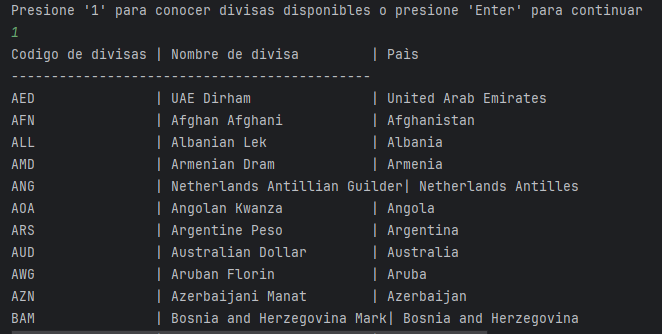 Presione '1' para conocer divisas disponibles o presione 'Enter' para continuar
1
Codigo de divisas | Nombre de divisa         | Paìs
---------------------------------------------
AED               | UAE Dirham               | United Arab Emirates
AFN               | Afghan Afghani           | Afghanistan
ALL               | Albanian Lek             | Albania
AMD               | Armenian Dram            | Armenia
ANG               | Netherlands Antillian Guilder| Netherlands Antilles
AOA               | Angolan Kwanza           | Angola
ARS               | Argentine Peso           | Argentina
AUD               | Australian Dollar        | Australia
AWG               | Aruban Florin            | Aruba
AZN               | Azerbaijani Manat        | Azerbaijan
BAM               | Bosnia and Herzegovina Mark| Bosnia and Herzegovina